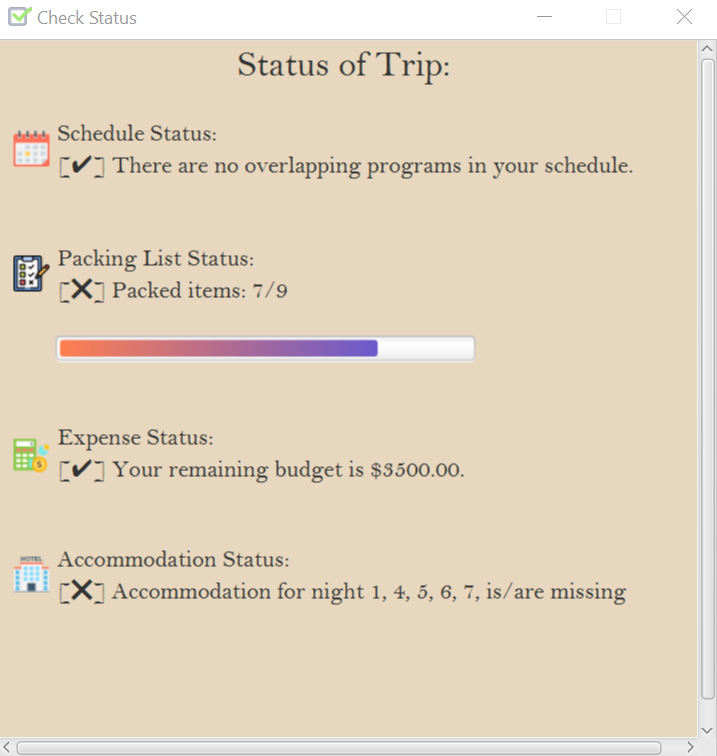 Check Status
Status of Trip:
Schedule Status:
[✔] There are no overlapping programs in your schedule.
Packing List Status:
[❌] Packed items: 7/9
Expense Status:
[✔] Your remaining budget is $3500.00.
HOTEL
Accommodation Status:
[❌] Accommodation for night 1, 4, 5, 6, 7, is/are missing